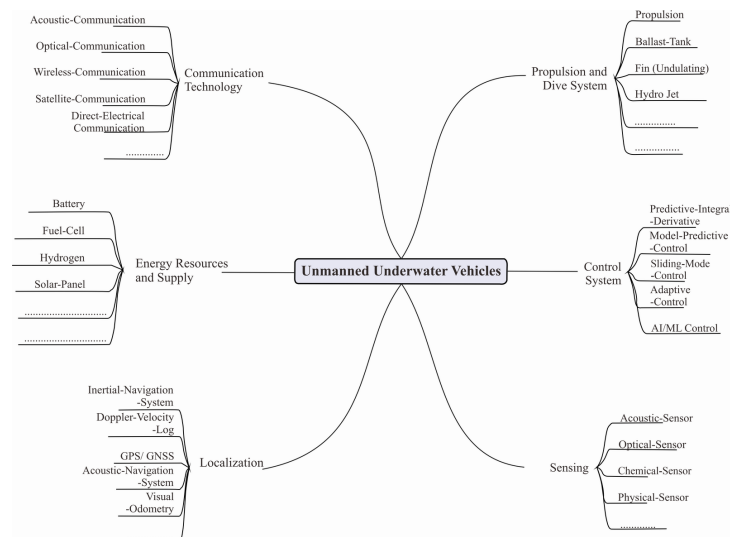 Acoustic-Communication
Optical-Communication
Wireless-Communication
Satellite-Communication
Direct-Electrical
Communication
..............
Communication
Technology
Propulsion
Ballast-Tank
Fin (Undulating)
Hydro Jet
...............
................
Propulsion and
Dive System
Battery
Fuel-Cell
Hydrogen
Solar-Panel
.............................
.............................
Energy Resources
and Supply
Unmanned Underwater Vehicles
Control
System
Predictive-Integra
-Derivative
Model-Predictive
-Control
Sliding-Mode
-Control
Adaptive
-Control
AI/ML Control
Inertial-Navigation
-System
Doppler-Velocity
-Log
GPS/ GNSS
Acoustic-Navigation
-System
Visual
-Odometry
Localization
Sensing
Acoustic-Sensor
Optical-Sensor
Chemical-Sensor
Physical-Sensor
.............